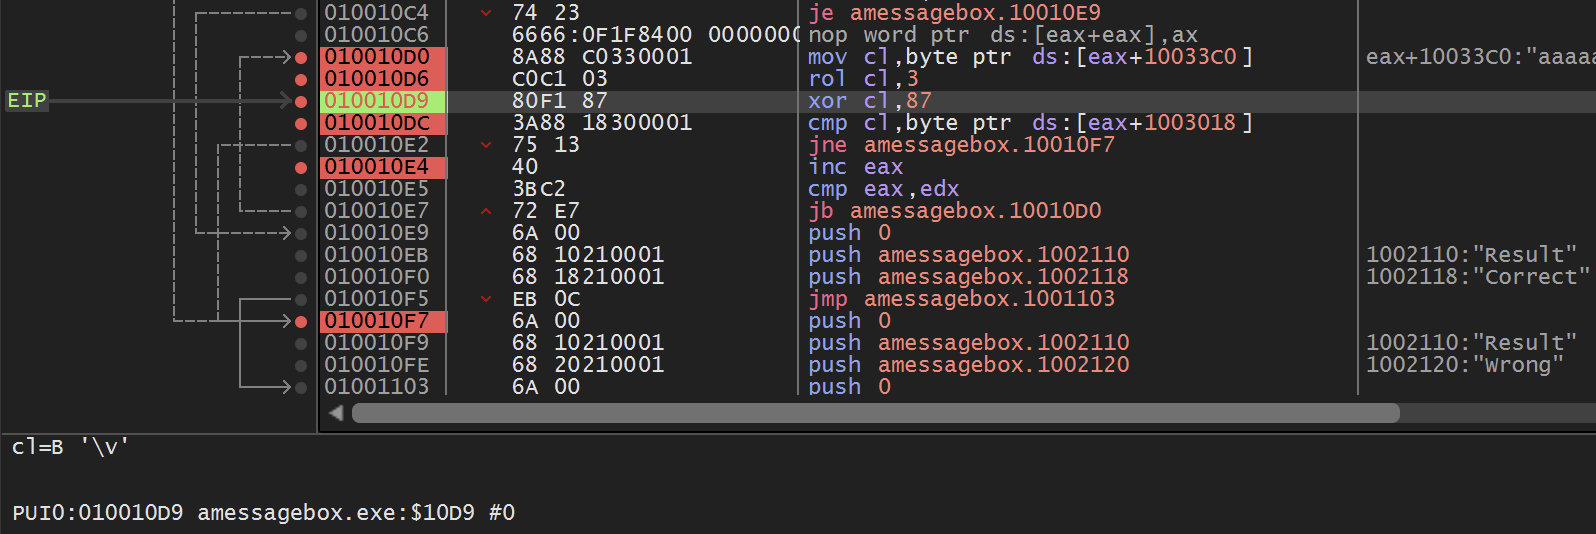 010010C4 74 23 je amessagebox.10010E9
010010C6 6666:0F1F8400 0000000 nop word ptr ds:[eax+eax],ax
010010D0 8A88 C0330001 mov cl,byte ptr ds:[eax+10033C0] eax+10033C0:"aaaaa
010010D6 C0C1 03 rol cl,3
EIP 010010D9 80F1 87 xor cl,87
010010DC 3A88 18300001 cmp cl,byte ptr ds:[eax+1003018]
010010E2 75 13 jne amessagebox.10010F7
010010E4 40 inc eax
010010E5 3BC2 cmp eax,edx
010010E7 72 E7 jb amessagebox.10010D0
010010E9 6A 00 push 0
010010EB 68 10210001 push amessagebox.1002110 1002110:"Result"
010010F0 68 18210001 push amessagebox.1002118 1002118:"Correct"
010010F5 EB 0C jmp amessagebox.1001103
010010F7 6A 00 push 0
010010F9 68 10210001 push amessagebox.1002110 1002110:"Result"
010010FE 68 20210001 push amessagebox.1002120 1002120:"Wrong"
01001103 6A 00 push 0
cl=B '\v'
PUI0:010010D9 amessagebox.exe:$10D9 #0